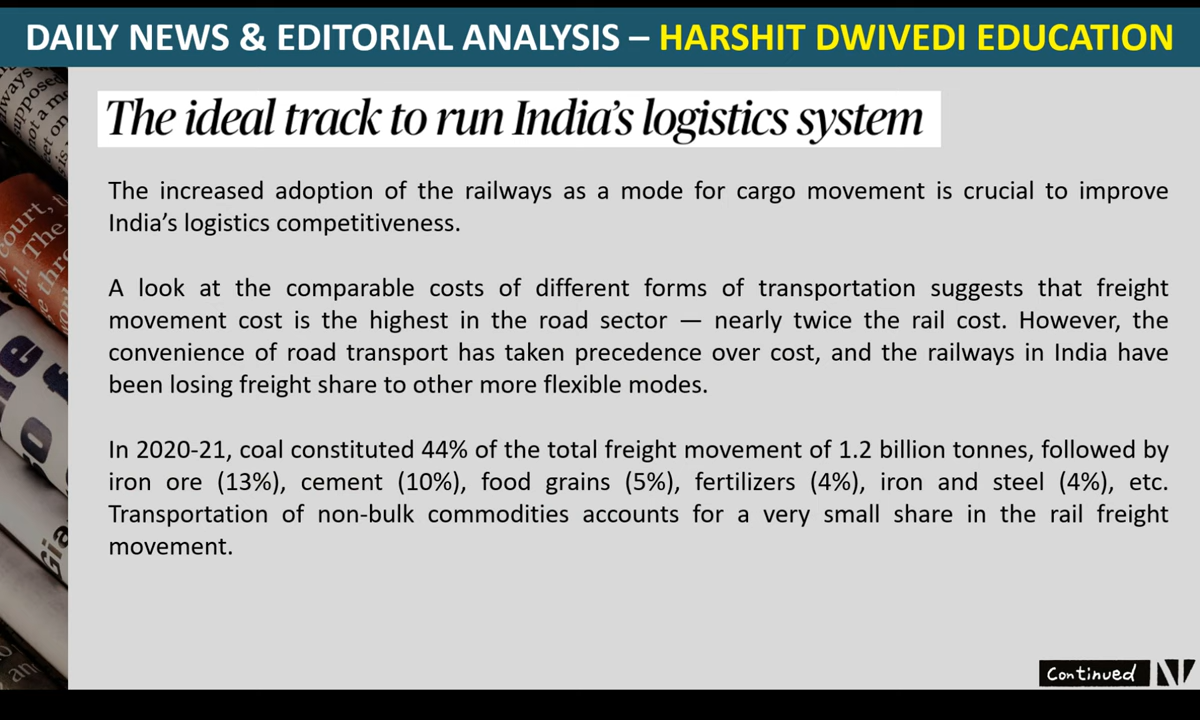 DAILY NEWS & EDITORIAL ANALYSIS – HARSHIT DWIVEDI EDUCATION
The ideal track to run India's logistics system
The increased adoption of the railways as a mode for cargo movement is crucial to improve
India's logistics competitiveness.
A look at the comparable costs of different forms of transportation suggests that freight
movement cost is the highest in the road sector — nearly twice the rail cost. However, the
convenience of road transport has taken precedence over cost, and the railways in India have
been losing freight share to other more flexible modes.
In 2020-21, coal constituted 44% of the total freight movement of 1.2 billion tonnes, followed by
iron ore (13%), cement (10%), food grains (5%), fertilizers (4%), iron and steel (4%), etc.
Transportation of non-bulk commodities accounts for a very small share in the rail freight
movement.
Continued